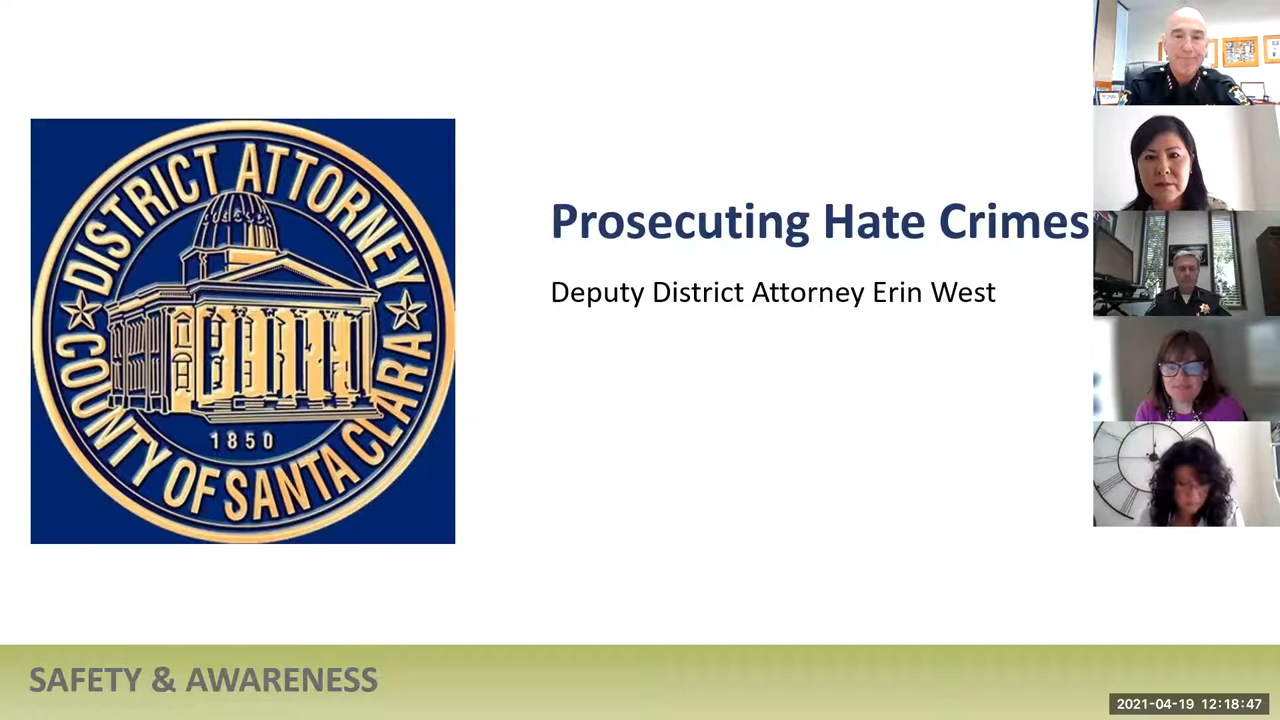 DISTRICT ATTORNEY
COUNTY OF SANTA CLARA
1850
Prosecuting Hate Crimes
Deputy District Attorney Erin West
SAFETY & AWARENESS
2021-04-19 12:18:47